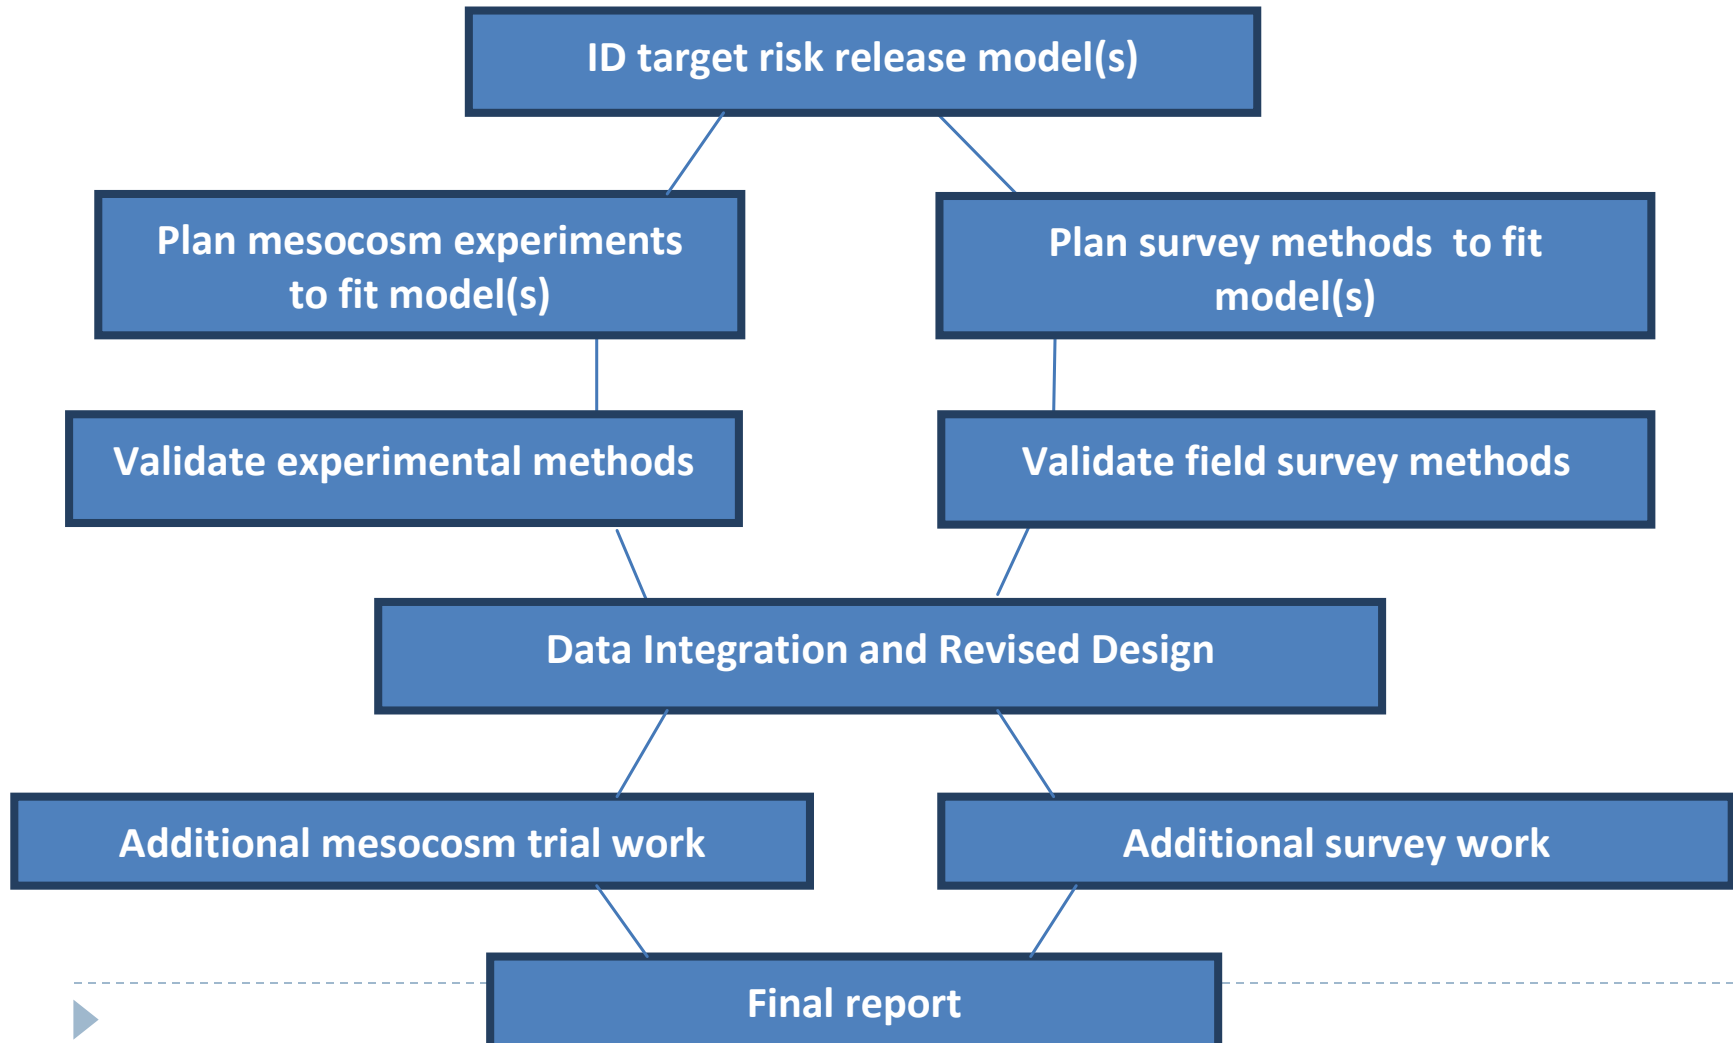 ID target risk release model(s)
Plan mesocosm experiments
to fit model(s)
Plan survey methods  to fit
model(s)
Validate experimental methods
Validate field survey methods
Data Integration and Revised Design
Additional mesocosm trial work
Additional survey work
Final report